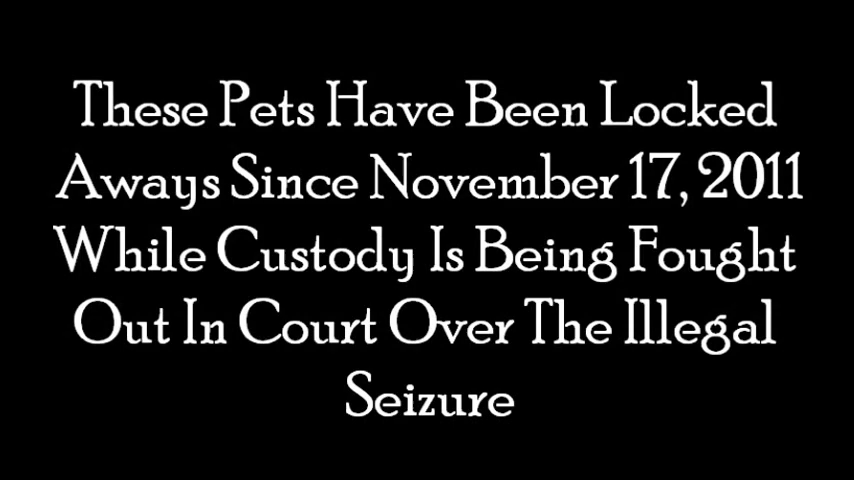 These Pets Have Been Locked
Aways Since November 17, 2011
While Custody Is Being Fought
Out In Court Over The Illegal
Seizure